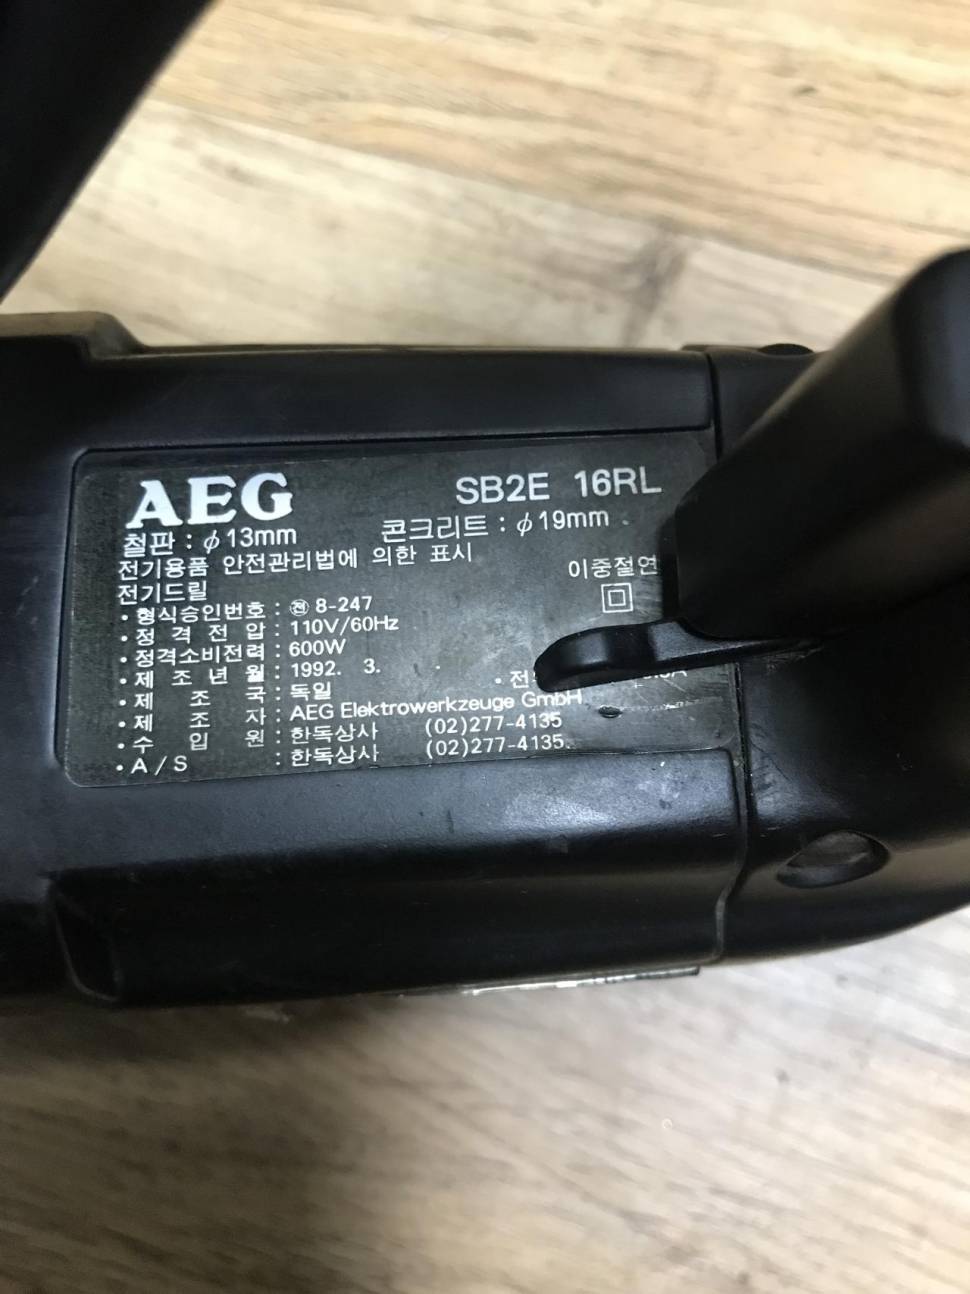 AEG
SB2E 16RL
철판 : φ13mm
콘크리트 : φ19mm
전기용품 안전관리법에 의한 표시
이중절연
전기드릴
• 형식승인번호 : ㉾ 8-247
• 정격전압 : 110V/60Hz
• 정격소비전력 : 600W
• 제조년월 : 1992. 3.
• 제조국 : 독일
• 전
• 제조자 : AEG Elektrowerkzeuge GmbH
• 수입원 : 한독상사 (02)277-4135
• A/S : 한독상사 (02)277-4135